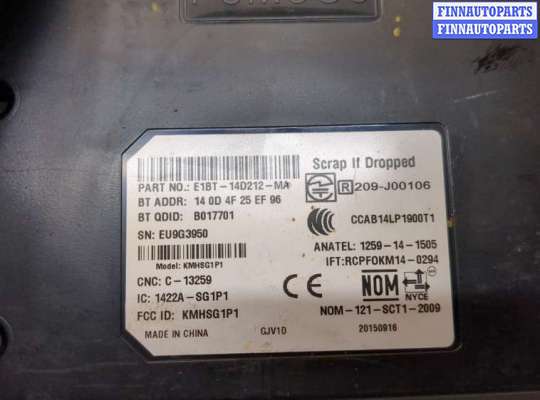 FINNAUTOPARTS
FINNAUTOPARTS
Scrap If Dropped
PART NO.: E1BT-14D212-MA
R 209-J00106
BT ADDR: 14 0D 4F 25 EF 96
BT QDID: B017701
CCAB14LP1900T1
SN: EU9G3950
ANATEL: 1259-14-1505
Model: KMHSG1P1
IFT:RCPFOKM14-0294
CNC: C-13259
IC: 1422A-SG1P1
CE
NOM
NYCE
FCC ID: KMHSG1P1
NOM-121-SCT1-2009
MADE IN CHINA
GJV10
20150916